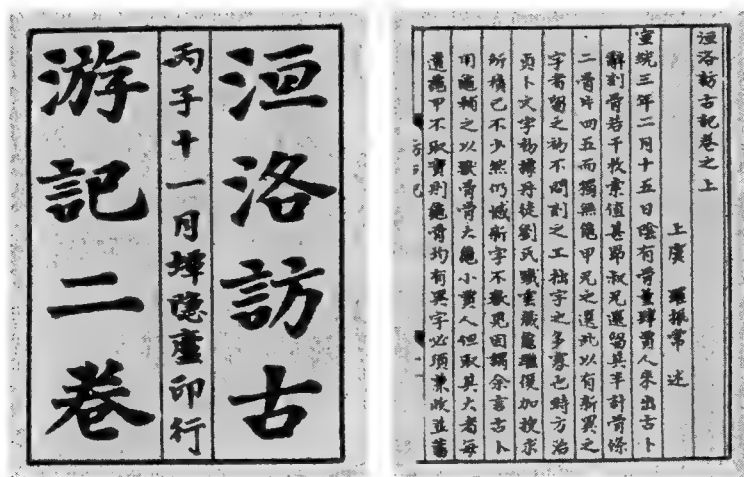 洹洛訪古
丙子十一月蟫隐廬印行
游記二卷
洹洛訪古記卷之上
上虞 羅振常 述
宣統三年二月十五日陰有骨董肆賈人來出古卜
辭刻骨若干枚索值甚昂叔兄選留其半計骨條
二骨片四五而獨無龜甲兄之選此以有新異之
字者留之初不問刻之工拙字之多寡也時方治
貞卜文字初據丹徒劉氏鐵雲藏龜繼復加搜求
所積已不少然仍憾新字不數見因謂余言古卜
用龜輔之以獸骨骨大龜小賈人但取其大者每
遺龜甲不取實則龜骨均有異字必須兼收並蓄